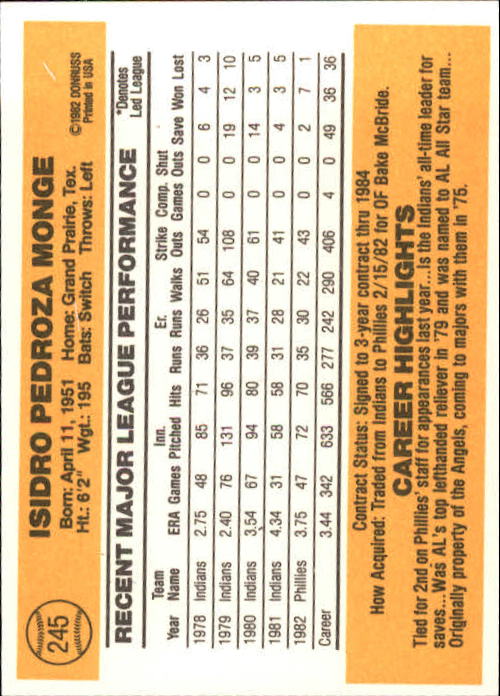 245
ISIDRO PEDROZA MONGE
Born: April 11, 1951 Home: Grand Prairie, Tex.
Ht.: 6'2" Wgt.: 195 Bats: Switch Throws: Left
©1982 DONRUSS
Printed in USA
RECENT MAJOR LEAGUE PERFORMANCE
*Denotes
Led League
Team Inn. Er. Strike Comp. Shut
Year Name ERA Games Pitched Hits Runs Runs Walks Outs Games Outs Save Won Lost
1978 Indians 2.75 48 85 71 36 26 51 54 0 0 6 4 3
1979 Indians 2.40 76 131 96 37 35 64 108 0 0 19 12 10
1980 Indians 3.54 67 94 80 39 37 40 61 0 0 14 3 5
1981 Indians 4.34 31 58 58 31 28 21 41 0 0 4 3 5
1982 Phillies 3.75 47 72 70 35 30 22 43 0 0 2 7 1
Career 3.44 342 633 566 277 242 290 406 4 0 49 36 36
Contract Status: Signed to 3-year contract thru 1984
How Acquired: Traded from Indians to Phillies 2/15/82 for OF Bake McBride.
CAREER HIGHLIGHTS
Tied for 2nd on Phillies' staff for appearances last year...Is the Indians' all-time leader for
saves...Was AL's top lefthanded reliever in '79 and was named to AL All Star team...
Originally property of the Angels, coming to majors with them in '75.